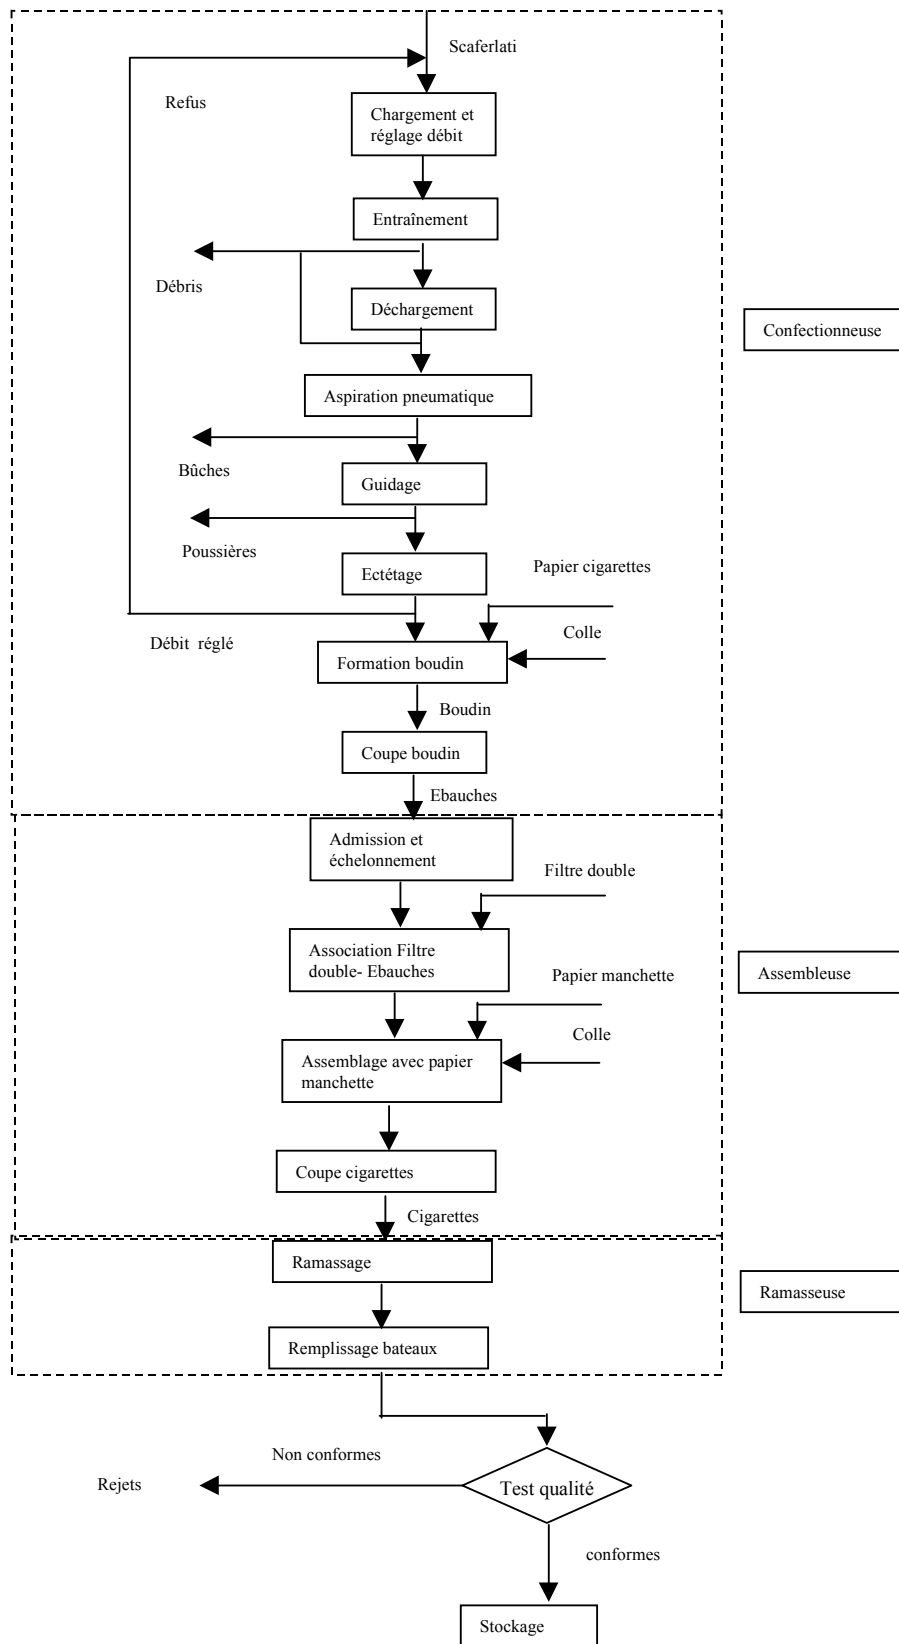 Scaferlati
Refus
Chargement et
réglage débit
Entraînement
Débris
Déchargement
Confectionneuse
Aspiration pneumatique
Bûches
Guidage
Poussières
Ectétage
Papier cigarettes
Colle
Débit réglé
Formation boudin
Boudin
Coupe boudin
Ebauches
Admission et
échelonnement
Filtre double
Association Filtre
double- Ebauches
Papier manchette
Assembleuse
Colle
Assemblage avec papier
manchette
Coupe cigarettes
Cigarettes
Ramassage
Ramasseuse
Remplissage bateaux
Non conformes
Rejets
Test qualité
conformes
Stockage